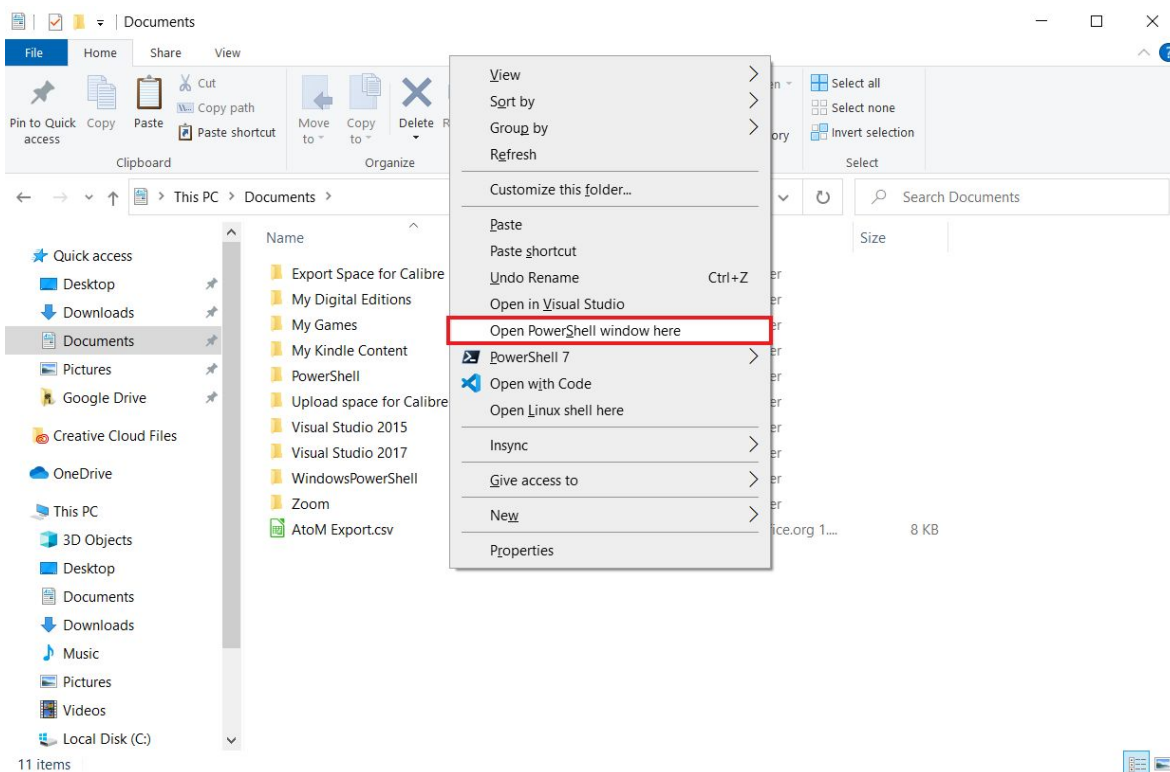 Documents
File Home Share View
Pin to Quick access
Copy
Paste
Cut
Copy path
Paste shortcut
Clipboard
Move to
Copy to
Delete
Organize
Select all
Select none
Invert selection
Select
This PC > Documents >
Search Documents
Quick access
Desktop
Downloads
Documents
Pictures
Google Drive
Creative Cloud Files
OneDrive
This PC
3D Objects
Desktop
Documents
Downloads
Music
Pictures
Videos
Local Disk (C:)
Name Size
Export Space for Calibre
My Digital Editions
My Games
My Kindle Content
PowerShell
Upload space for Calibre
Visual Studio 2015
Visual Studio 2017
WindowsPowerShell
Zoom
AtoM Export.csv 8 KB
View
Sort by
Group by
Refresh
Customize this folder...
Paste
Paste shortcut
Undo Rename Ctrl+Z
Open in Visual Studio
Open PowerShell window here
PowerShell 7
Open with Code
Open Linux shell here
Insync
Give access to
New
Properties
11 items